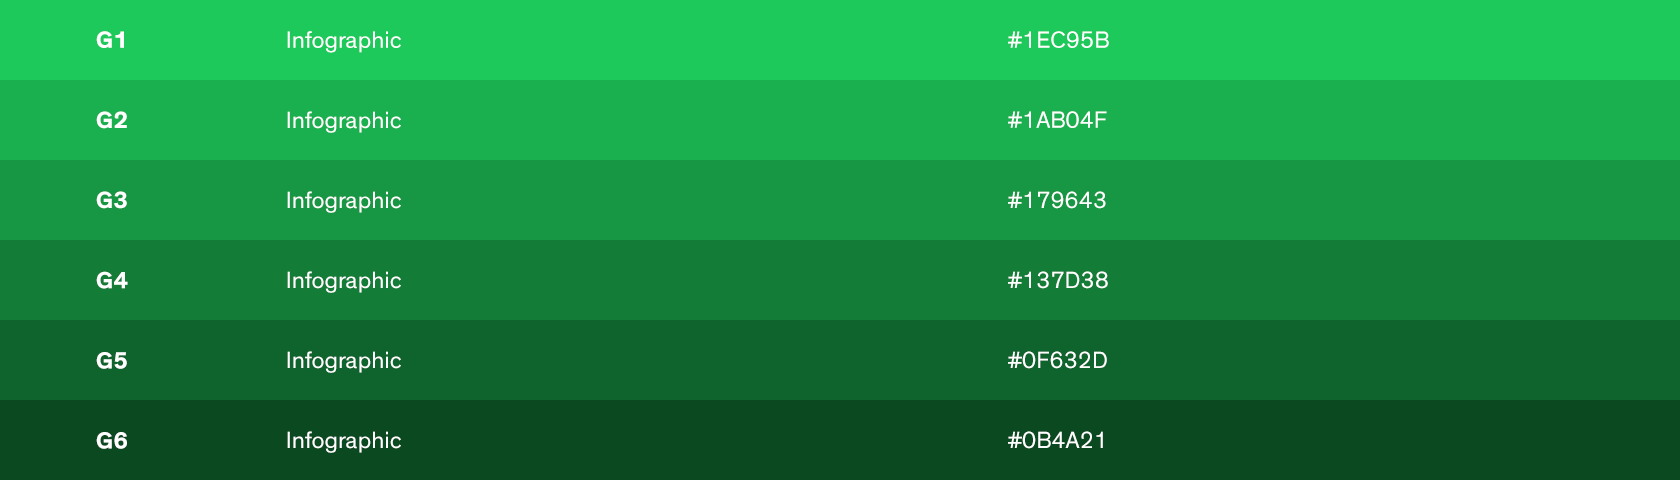 G1 Infographic #1EC95B
G2 Infographic #1AB04F
G3 Infographic #179643
G4 Infographic #137D38
G5 Infographic #0F632D
G6 Infographic #0B4A21